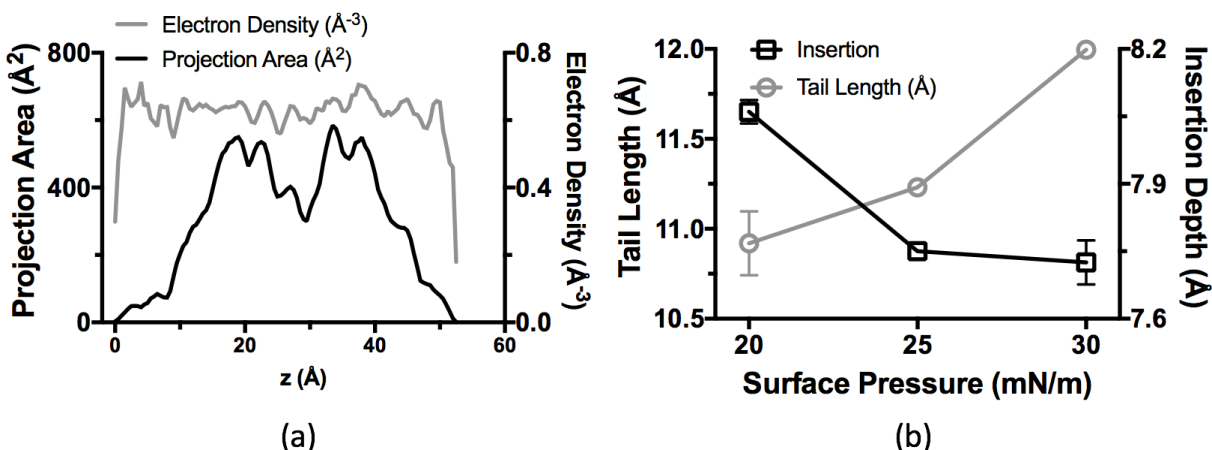 Electron Density (Å-3)
Projection Area (Å2)
Projection Area (Å2)
800
400
0
0.8
0.4
0.0
Electron Density (Å-3)
0 20 40 60
z (Å)
(a)
Insertion
Tail Length (Å)
Tail Length (Å)
12.0
11.5
11.0
10.5
8.2
7.9
7.6
Insertion Depth (Å)
20 25 30
Surface Pressure (mN/m)
(b)